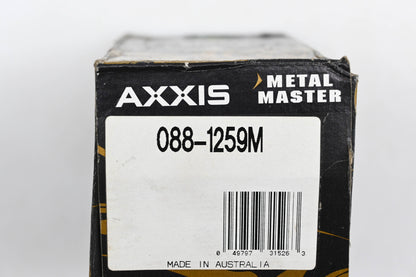 AXXIS
METAL
MASTER
088-1259M
0 49797 31526 3
MADE IN AUSTRALIA